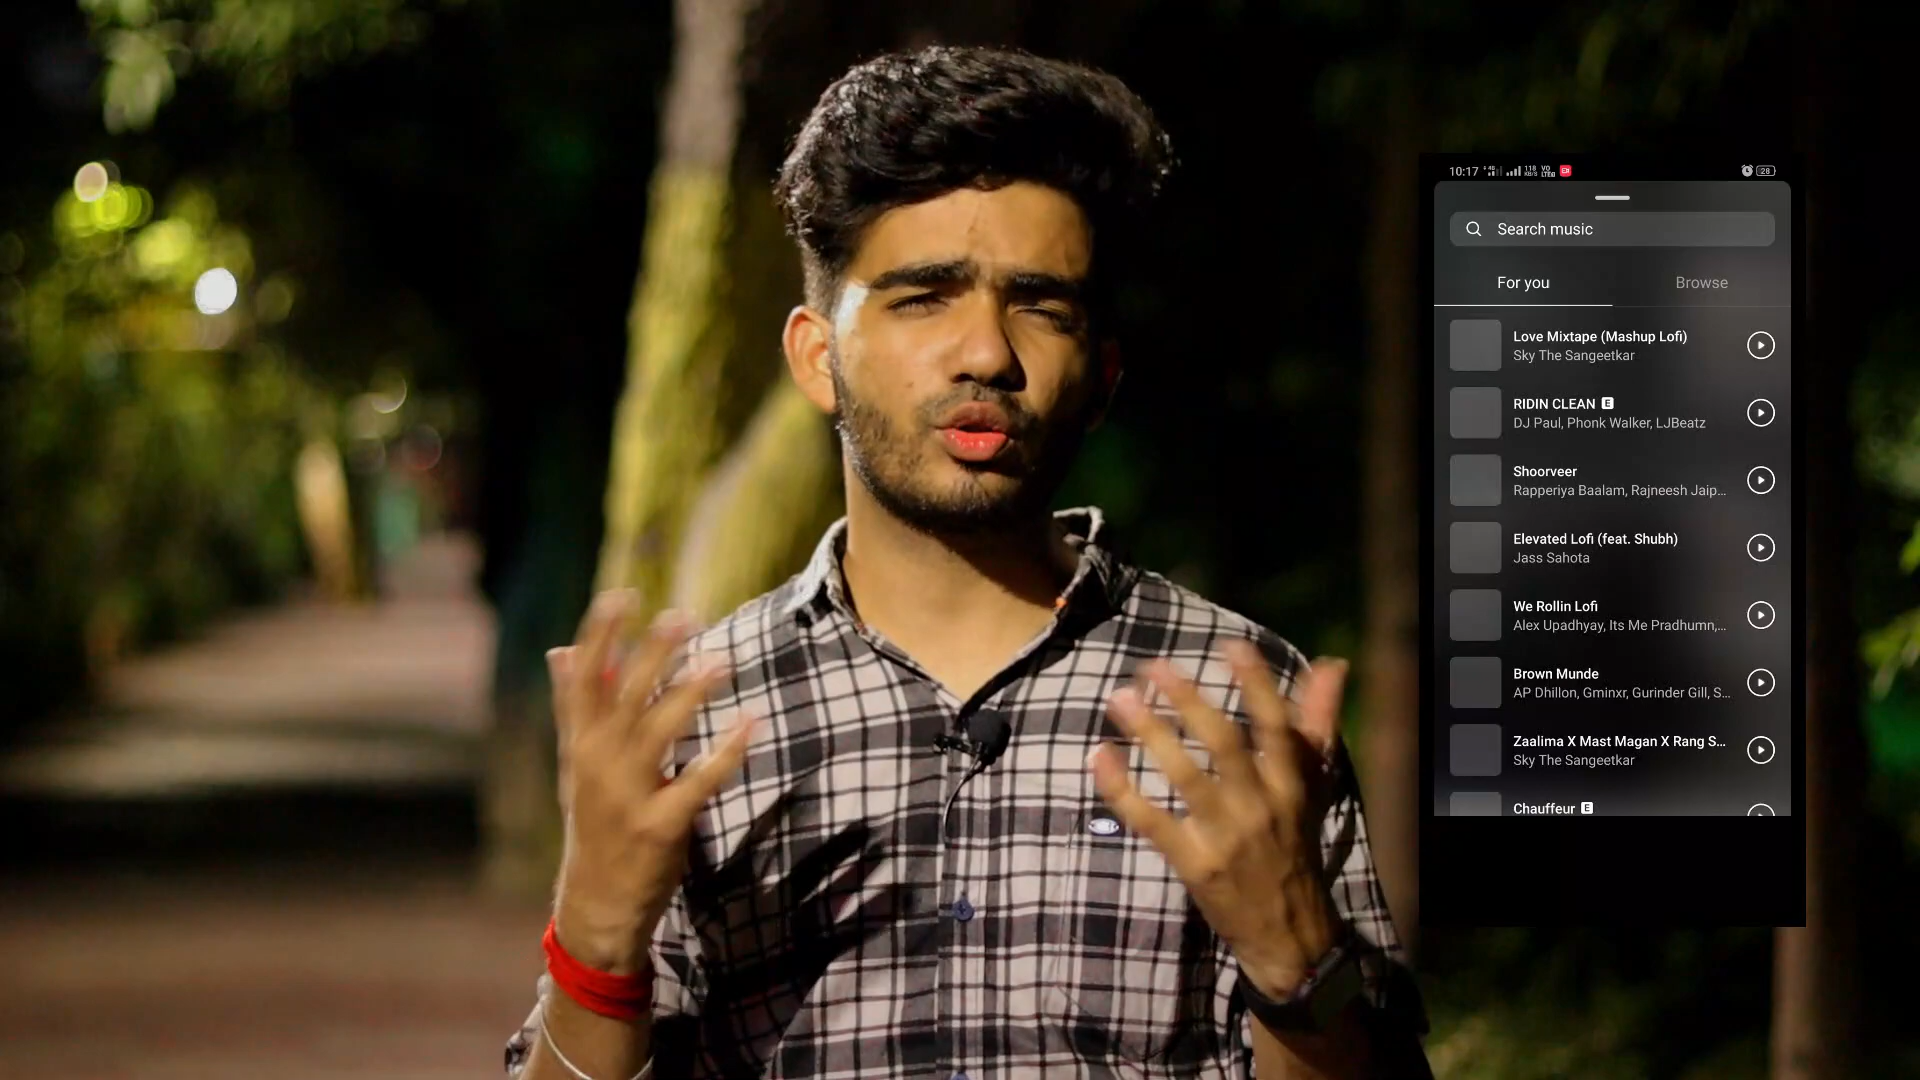 10:17
28
Search music
For you Browse
Love Mixtape (Mashup Lofi)
Sky The Sangeetkar
RIDIN CLEAN E
DJ Paul, Phonk Walker, LJBeatz
Shoorveer
Rapperiya Baalam, Rajneesh Jaip...
Elevated Lofi (feat. Shubh)
Jass Sahota
We Rollin Lofi
Alex Upadhyay, Its Me Pradhumn,...
Brown Munde
AP Dhillon, Gminxr, Gurinder Gill, S...
Zaalima X Mast Magan X Rang S...
Sky The Sangeetkar
Chauffeur E